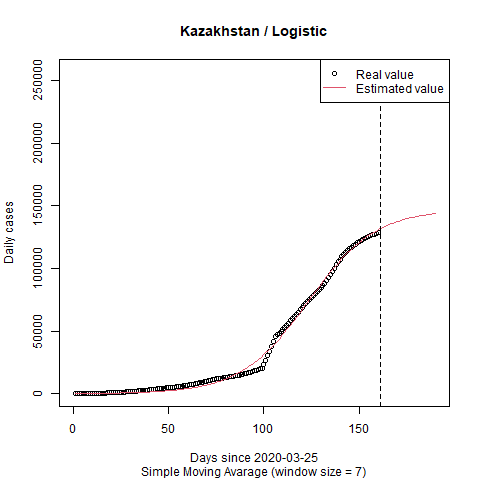 Kazakhstan / Logistic
Real value
Estimated value
Daily cases
250000
200000
150000
100000
50000
0
0
50
100
150
Days since 2020-03-25
Simple Moving Avarage (window size = 7)